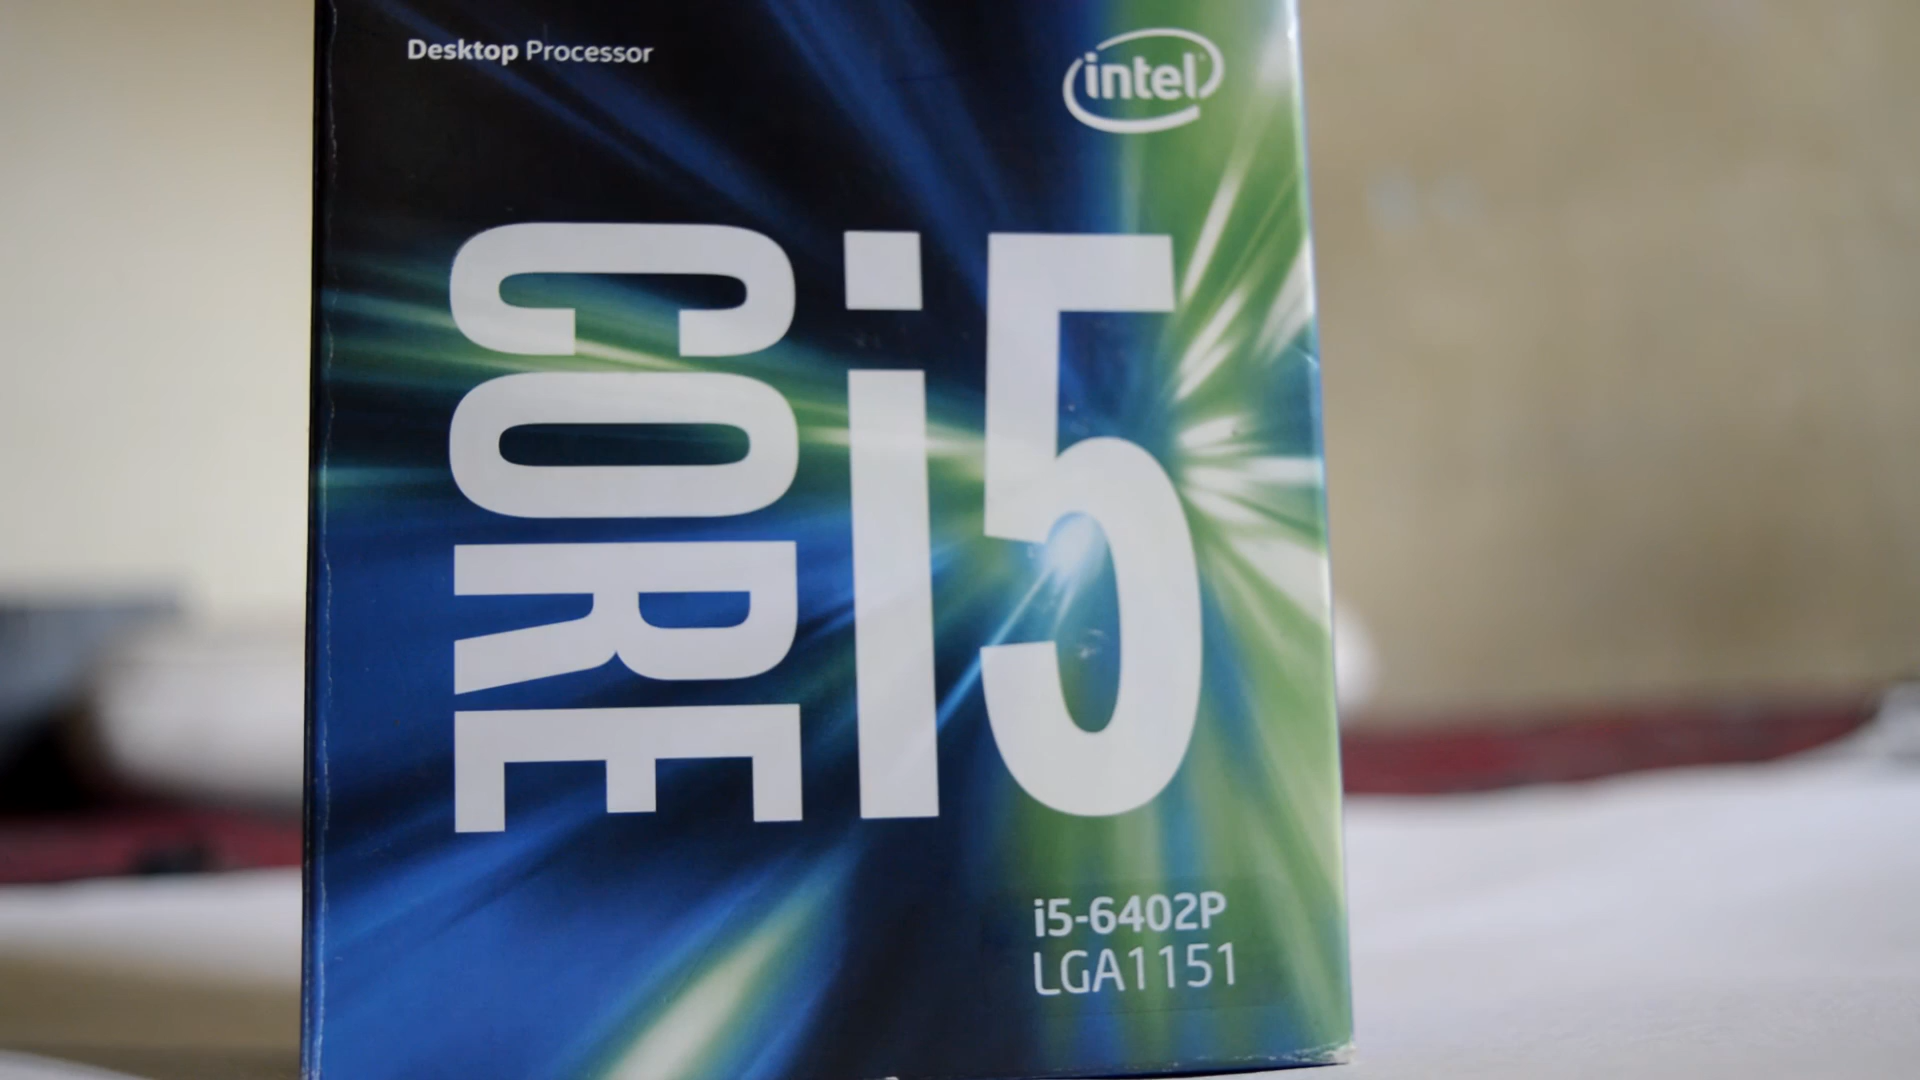 Desktop Processor
intel
CORE i5
i5-6402P
LGA1151